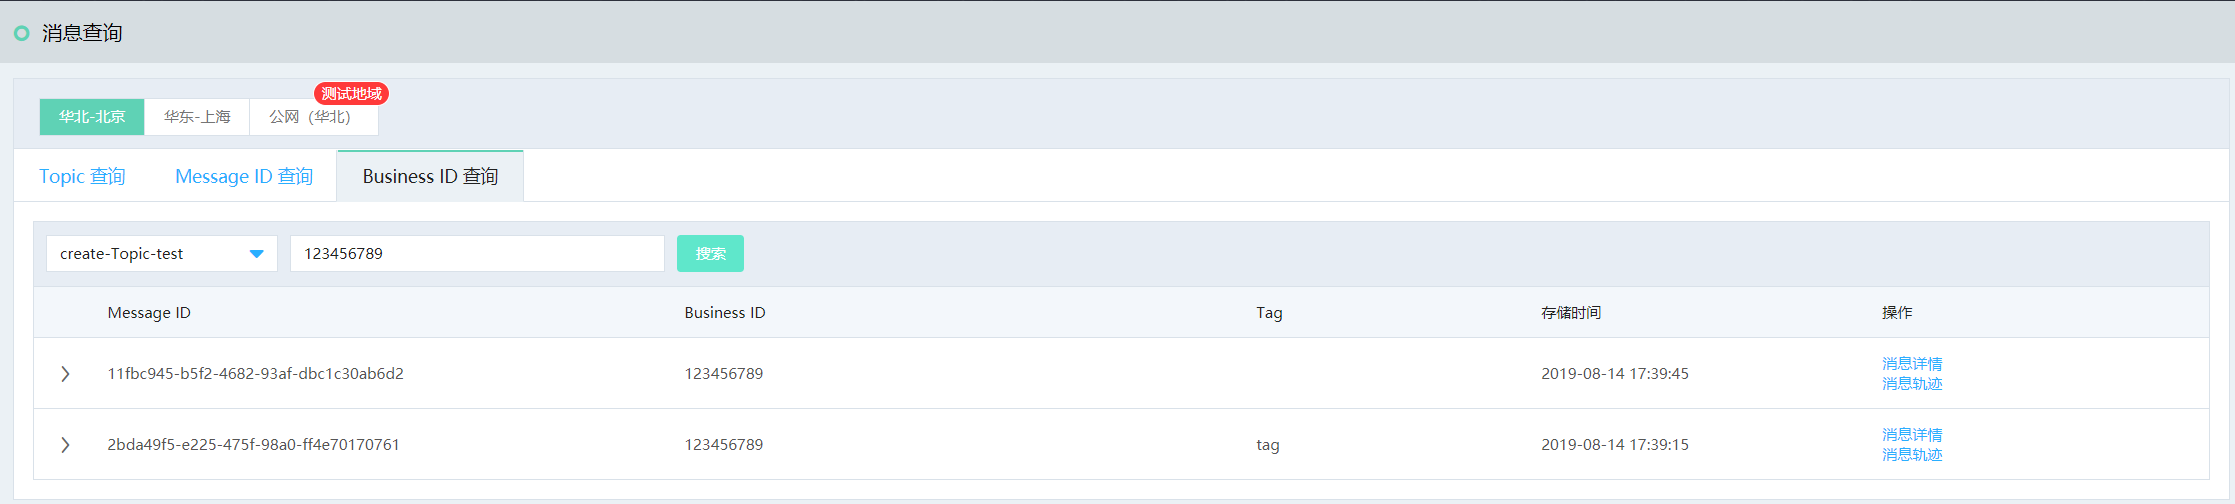 消息查询
测试地域
华北-北京 华东-上海 公网（华北）
Topic 查询 Message ID 查询 Business ID 查询
create-Topic-test 123456789 搜索
Message ID Business ID Tag 存储时间 操作
11fbc945-b5f2-4682-93af-dbc1c30ab6d2 123456789 2019-08-14 17:39:45 消息详情
消息轨迹
2bda49f5-e225-475f-98a0-ff4e70170761 123456789 tag 2019-08-14 17:39:15 消息详情
消息轨迹